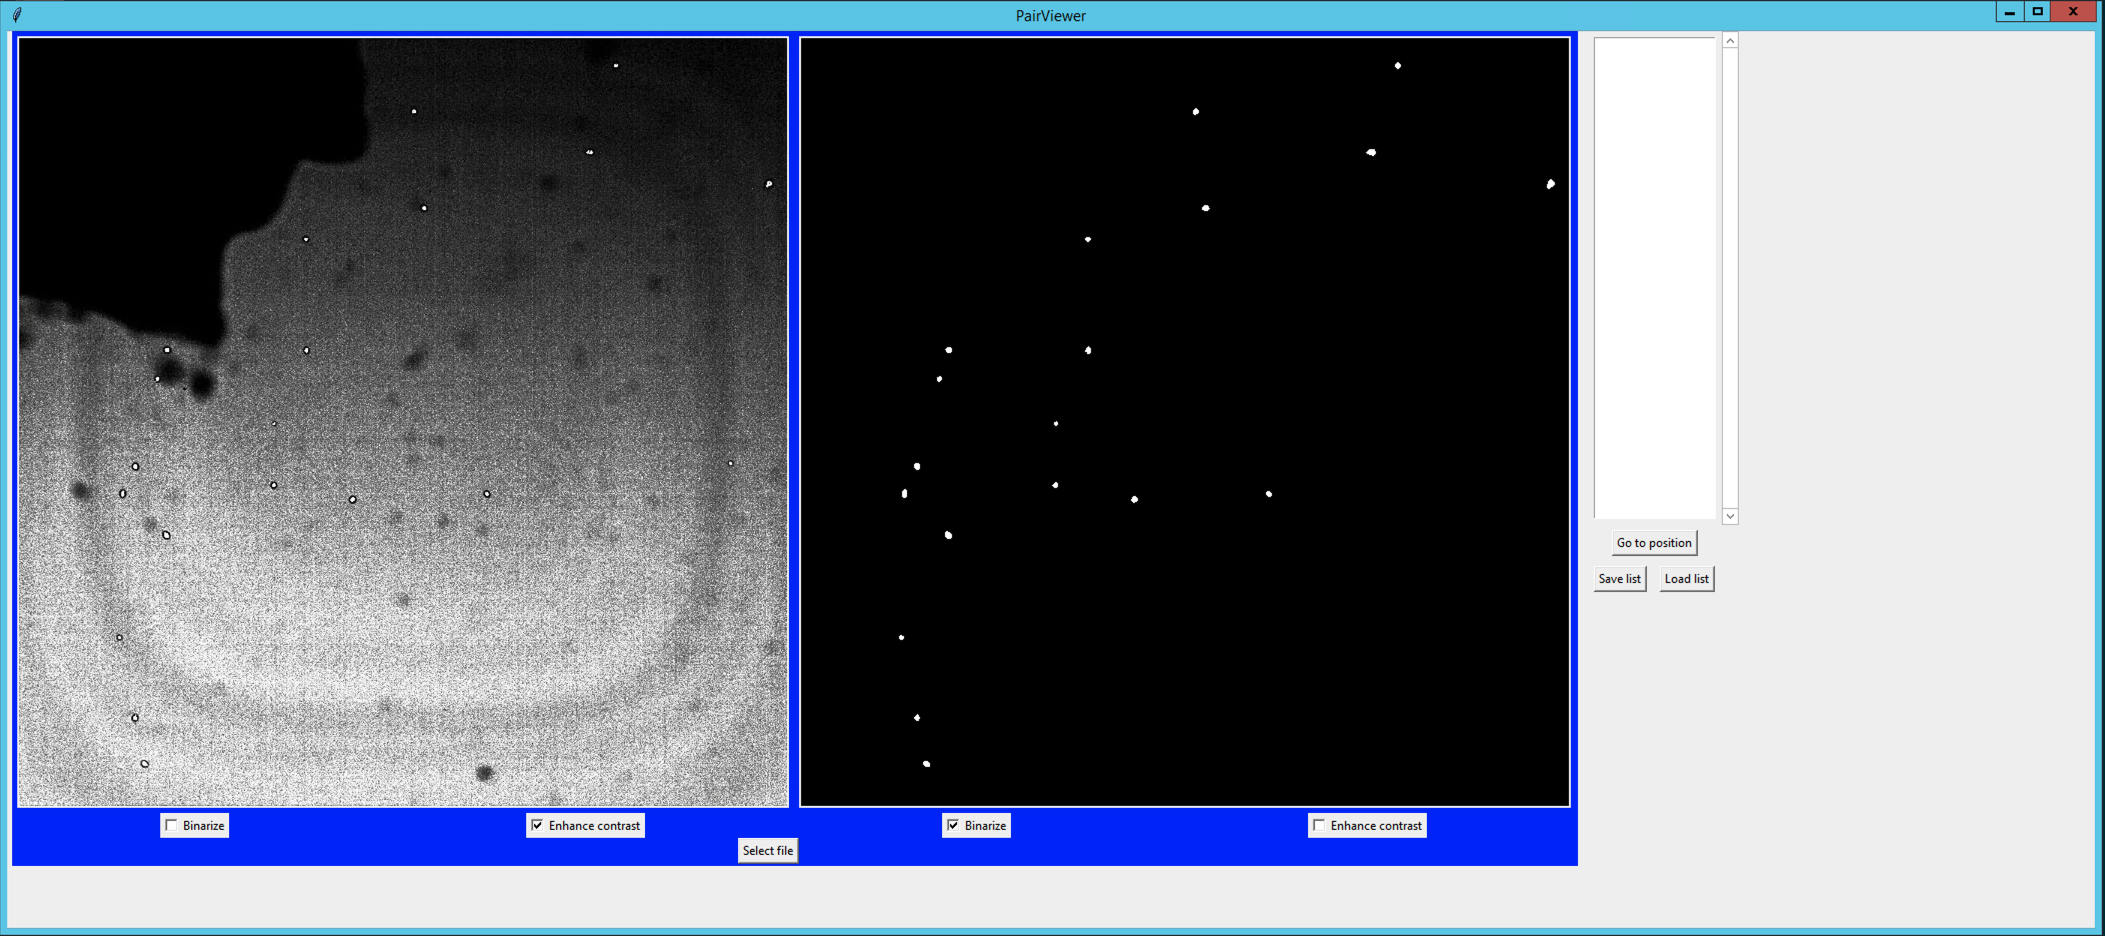 PairViewer
Go to position
Save list Load list
Binarize Enhance contrast Binarize Enhance contrast
Select file